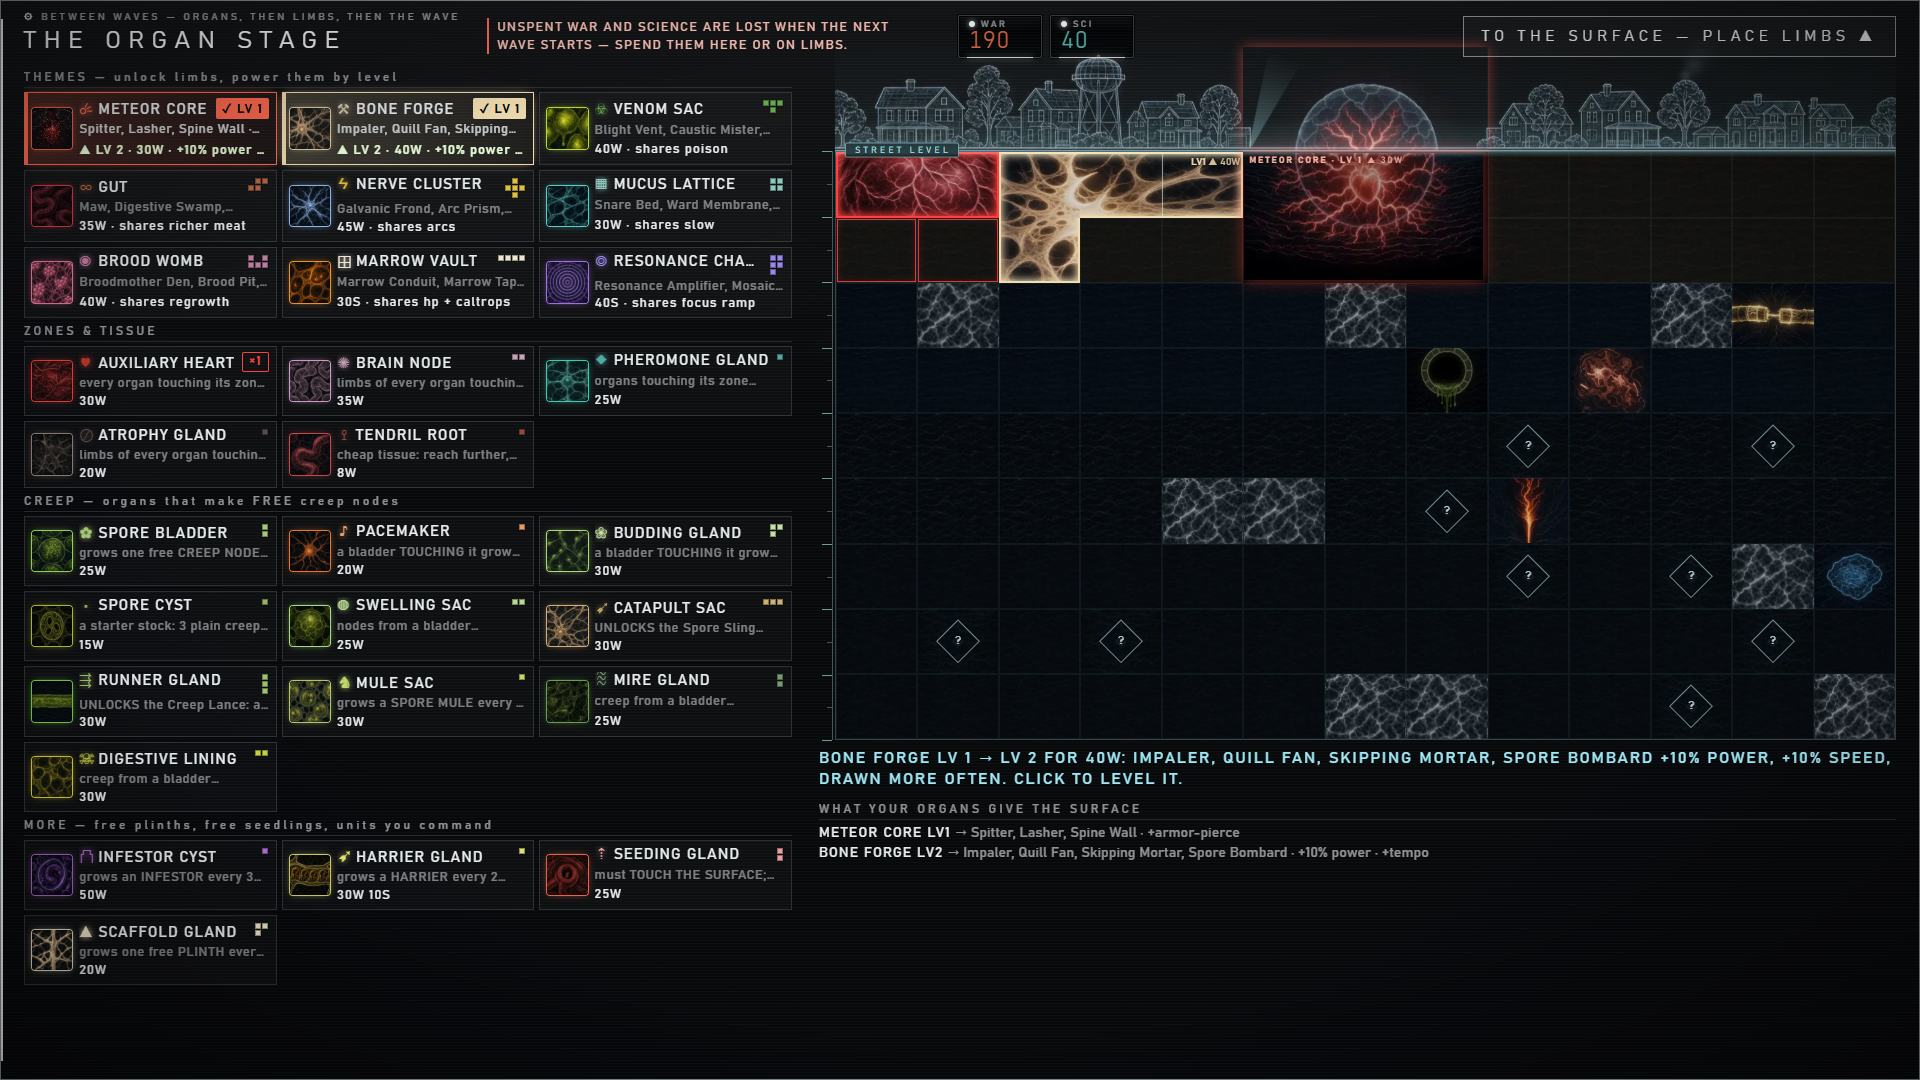 BETWEEN WAVES — ORGANS, THEN LIMBS, THEN THE WAVE
THE ORGAN STAGE
UNSPENT WAR AND SCIENCE ARE LOST WHEN THE NEXT
WAVE STARTS — SPEND THEM HERE OR ON LIMBS.
WAR
190
SCI
40
TO THE SURFACE — PLACE LIMBS ▲
THEMES — unlock limbs, power them by level
METEOR CORE ✓ LV 1
Spitter, Lasher, Spine Wall -…
▲ LV 2 · 30W · +10% power …
BONE FORGE ✓ LV 1
Impaler, Quill Fan, Skipping…
▲ LV 2 · 40W · +10% power …
VENOM SAC
Blight Vent, Caustic Mister,…
40W · shares poison
GUT
Maw, Digestive Swamp,…
35W · shares richer meat
NERVE CLUSTER
Galvanic Frond, Arc Prism,…
45W · shares arcs
MUCUS LATTICE
Snare Bed, Ward Membrane,…
30W · shares slow
BROOD WOMB
Broodmother Den, Brood Pit,…
40W · shares regrowth
MARROW VAULT
Marrow Conduit, Marrow Tap…
30S · shares hp + caltrops
RESONANCE CHA…
Resonance Amplifier, Mosaic…
40S · shares focus ramp
ZONES & TISSUE
AUXILIARY HEART ×1
every organ touching its zon…
30W
BRAIN NODE
limbs of every organ touchin…
35W
PHEROMONE GLAND
organs touching its zone…
25W
ATROPHY GLAND
limbs of every organ touchin…
20W
TENDRIL ROOT
cheap tissue: reach further,…
8W
CREEP — organs that make FREE creep nodes
SPORE BLADDER
grows one free CREEP NODE…
25W
PACEMAKER
a bladder TOUCHING it grow…
20W
BUDDING GLAND
a bladder TOUCHING it grow…
30W
SPORE CYST
a starter stock: 3 plain creep…
15W
SWELLING SAC
nodes from a bladder…
25W
CATAPULT SAC
UNLOCKS the Spore Sling…
30W
RUNNER GLAND
UNLOCKS the Creep Lance: a…
30W
MULE SAC
grows a SPORE MULE every …
30W
MIRE GLAND
creep from a bladder…
25W
DIGESTIVE LINING
creep from a bladder…
30W
MORE — free plinths, free seedlings, units you command
INFESTOR CYST
grows an INFESTOR every 3…
50W
HARRIER GLAND
grows a HARRIER every 2…
30W 10S
SEEDING GLAND
must TOUCH THE SURFACE;…
25W
SCAFFOLD GLAND
grows one free PLINTH ever…
20W
STREET LEVEL
LV1 ▲ 40W
METEOR CORE · LV 1 ▲ 30W
?
?
?
?
?
?
?
?
?
BONE FORGE LV 1 → LV 2 FOR 40W: IMPALER, QUILL FAN, SKIPPING MORTAR, SPORE BOMBARD +10% POWER, +10% SPEED,
DRAWN MORE OFTEN. CLICK TO LEVEL IT.
WHAT YOUR ORGANS GIVE THE SURFACE
METEOR CORE LV1 → Spitter, Lasher, Spine Wall · +armor-pierce
BONE FORGE LV2 → Impaler, Quill Fan, Skipping Mortar, Spore Bombard · +10% power · +tempo